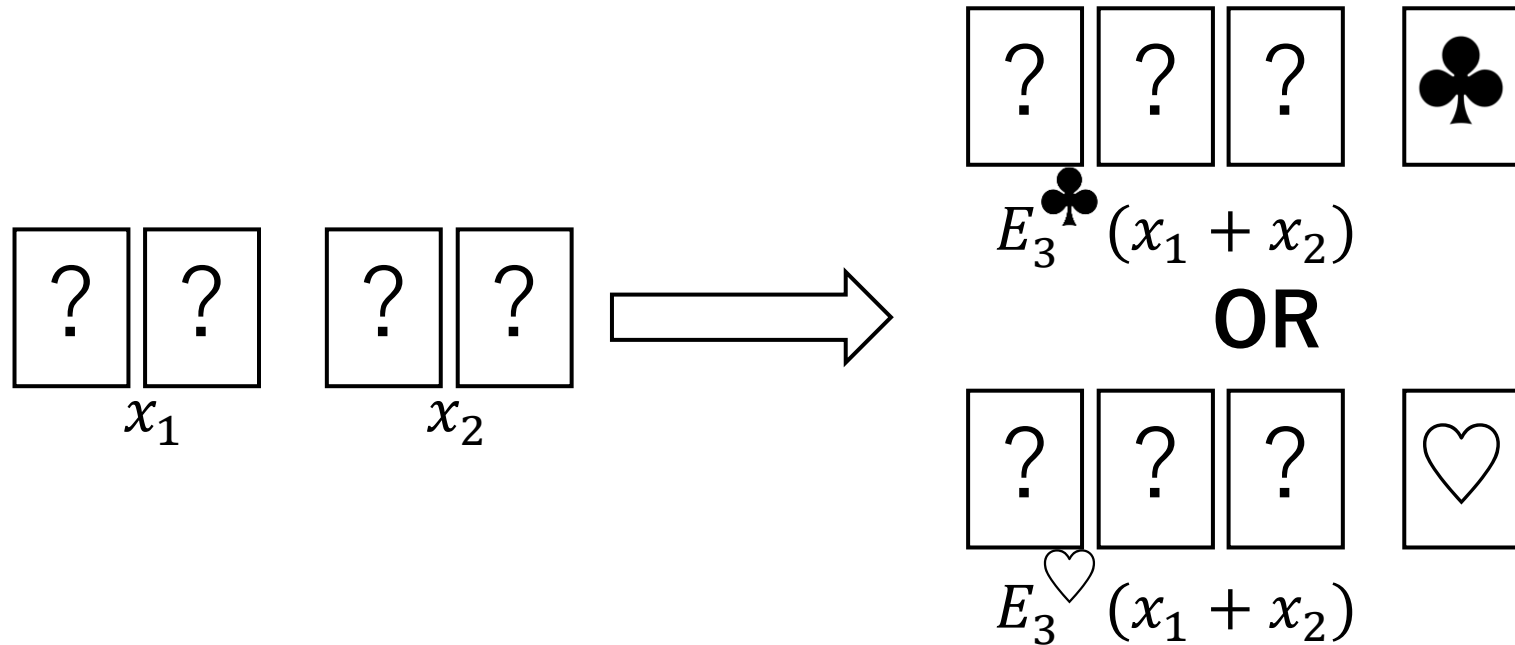 ? ? ? ♣
E₃♣(x₁ + x₂)
? ? ? ?
x₁ x₂
OR
? ? ? ♡
E₃♡(x₁ + x₂)